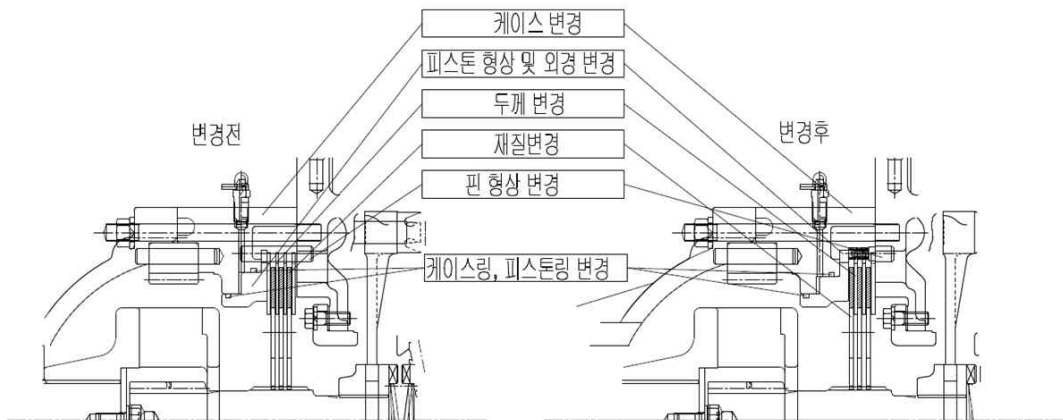 케이스 변경
피스톤 형상 및 외경 변경
두께 변경
변경전
변경후
재질변경
핀 형상 변경
케이스링, 피스톤링 변경